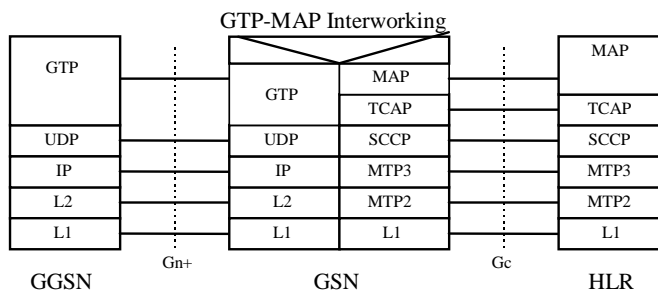 GTP-MAP Interworking
GTP
MAP
MAP
GTP
TCAP
TCAP
UDP
UDP
SCCP
SCCP
IP
IP
MTP3
MTP3
L2
L2
MTP2
MTP2
L1
L1
L1
L1
Gn+
Gc
GGSN
GSN
HLR